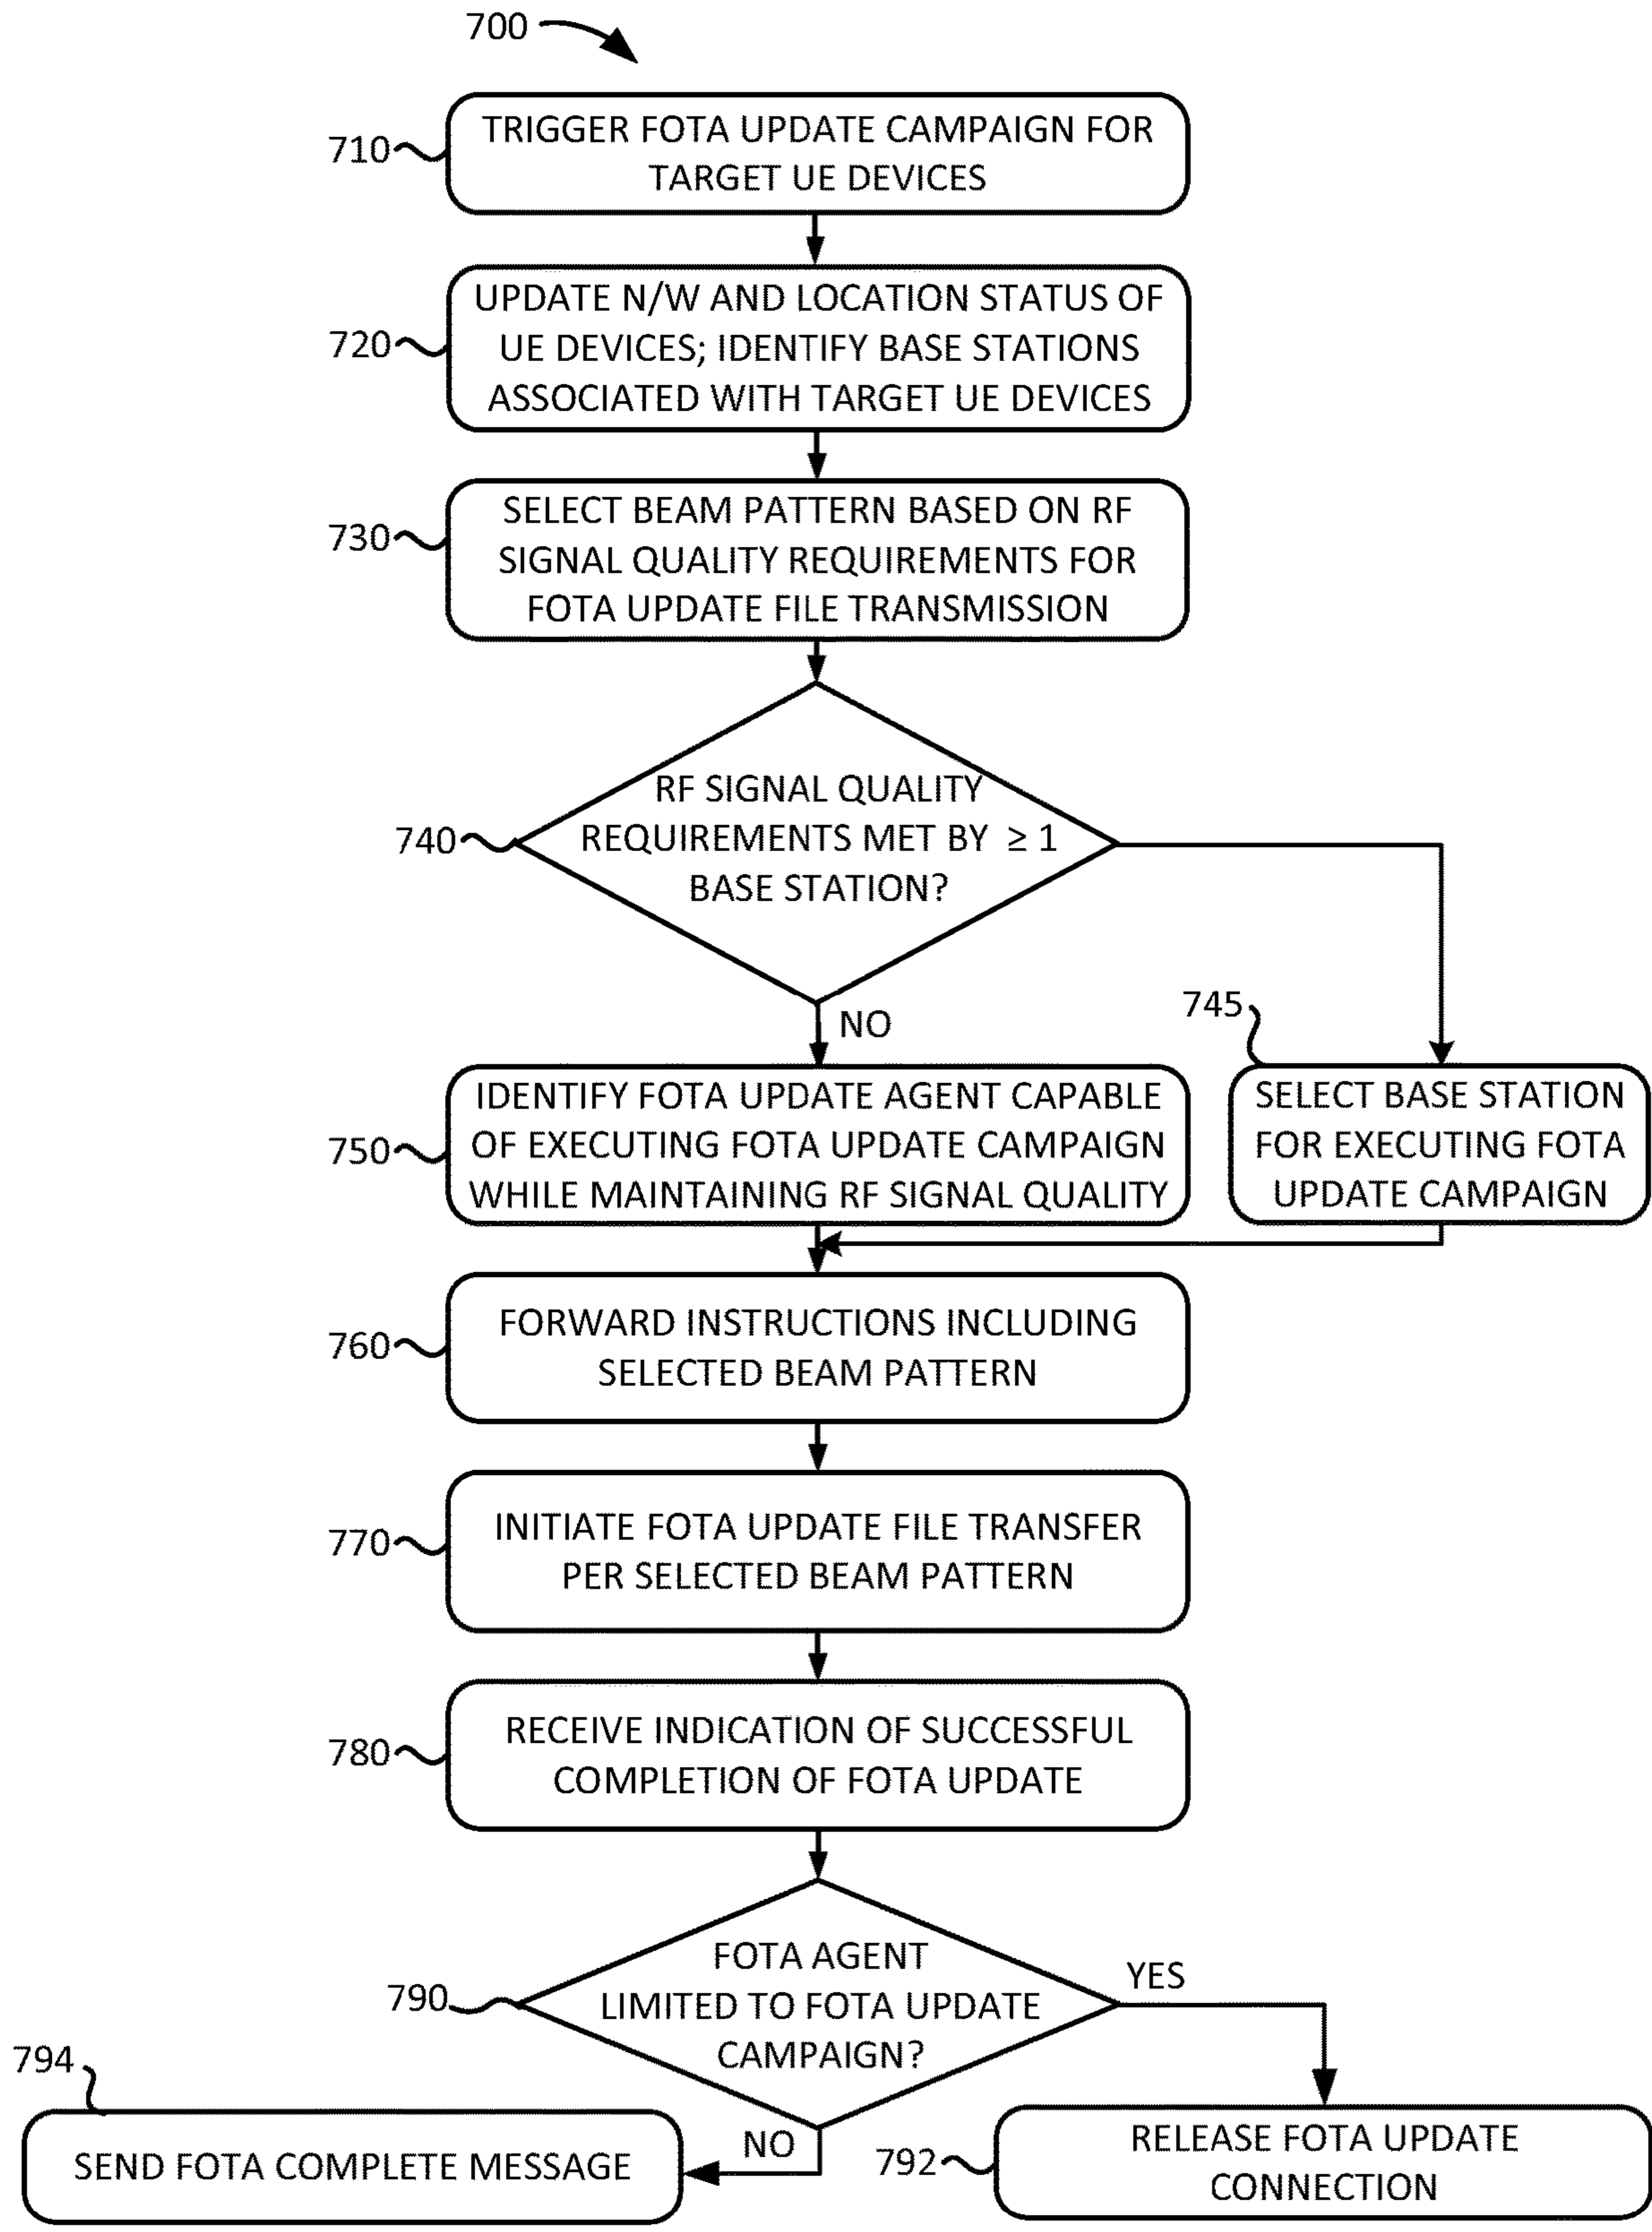 700
710
TRIGGER FOTA UPDATE CAMPAIGN FOR
TARGET UE DEVICES
720
UPDATE N/W AND LOCATION STATUS OF
UE DEVICES; IDENTIFY BASE STATIONS
ASSOCIATED WITH TARGET UE DEVICES
730
SELECT BEAM PATTERN BASED ON RF
SIGNAL QUALITY REQUIREMENTS FOR
FOTA UPDATE FILE TRANSMISSION
740
RF SIGNAL QUALITY
REQUIREMENTS MET BY ≥ 1
BASE STATION?
NO
745
SELECT BASE STATION
FOR EXECUTING FOTA
UPDATE CAMPAIGN
750
IDENTIFY FOTA UPDATE AGENT CAPABLE
OF EXECUTING FOTA UPDATE CAMPAIGN
WHILE MAINTAINING RF SIGNAL QUALITY
760
FORWARD INSTRUCTIONS INCLUDING
SELECTED BEAM PATTERN
770
INITIATE FOTA UPDATE FILE TRANSFER
PER SELECTED BEAM PATTERN
780
RECEIVE INDICATION OF SUCCESSFUL
COMPLETION OF FOTA UPDATE
790
FOTA AGENT
LIMITED TO FOTA UPDATE
CAMPAIGN?
YES
NO
794
SEND FOTA COMPLETE MESSAGE
792
RELEASE FOTA UPDATE
CONNECTION